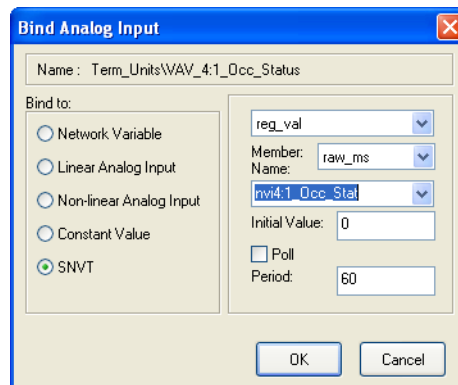 Bind Analog Input
Name : Term_Units\VAV_4:1_Occ_Status
Bind to:
Network Variable
Linear Analog Input
Non-linear Analog Input
Constant Value
SNVT
reg_val
Member: Name: raw_ms
nvi4:1_Occ_Stat
Initial Value: 0
Poll
Period: 60
OK Cancel